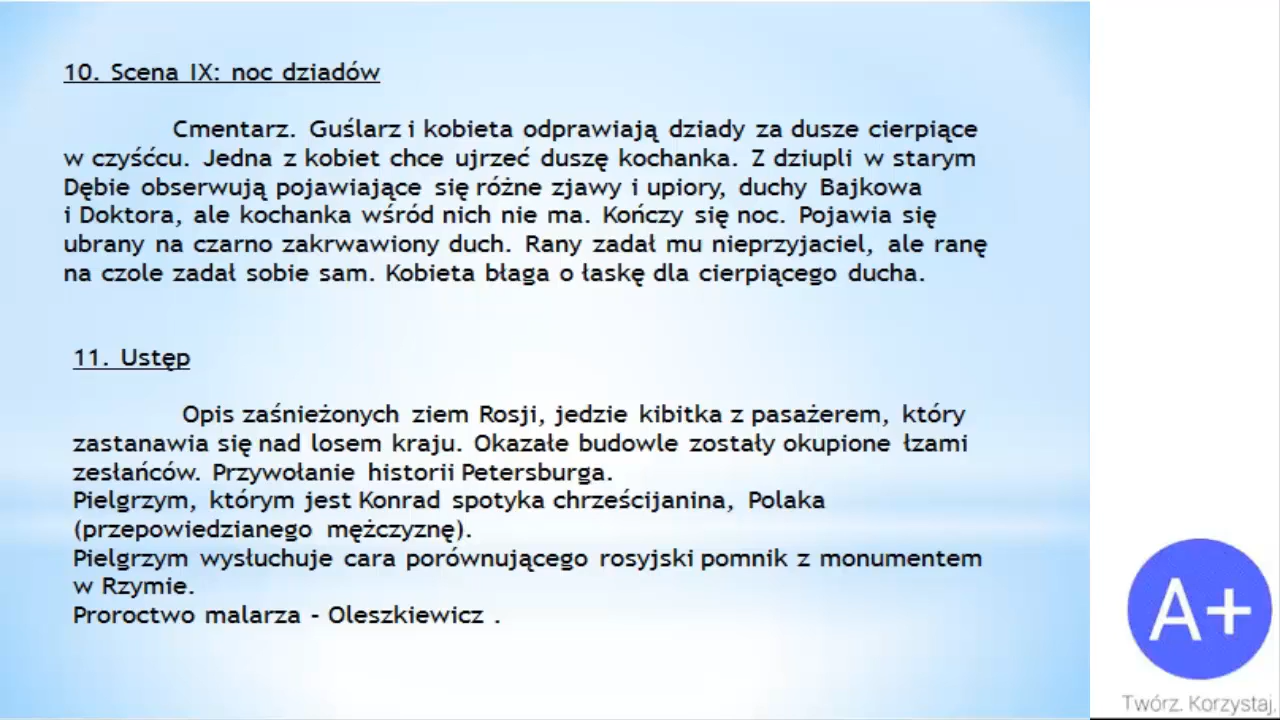 10. Scena IX: noc dziadów
Cmentarz. Guślarz i kobieta odprawiają dziady za dusze cierpiące
w czyśćcu. Jedna z kobiet chce ujrzeć duszę kochanka. Z dziupli w starym
Dębie obserwują pojawiające się różne zjawy i upiory, duchy Bajkowa
i Doktora, ale kochanka wśród nich nie ma. Kończy się noc. Pojawia się
ubrany na czarno zakrwawiony duch. Rany zadał mu nieprzyjaciel, ale ranę
na czole zadał sobie sam. Kobieta błaga o łaskę dla cierpiącego ducha.
11. Ustęp
Opis zaśnieżonych ziem Rosji, jedzie kibitka z pasażerem, który
zastanawia się nad losem kraju. Okazałe budowle zostały okupione łzami
zesłańców. Przywołanie historii Petersburga.
Pielgrzym, którym jest Konrad spotyka chrześcijanina, Polaka
(przepowiedzianego mężczyznę).
Pielgrzym wysłuchuje cara porównującego rosyjski pomnik z monumentem
w Rzymie.
Proroctwo malarza - Oleszkiewicz .
A+
Twórz. Korzystaj.